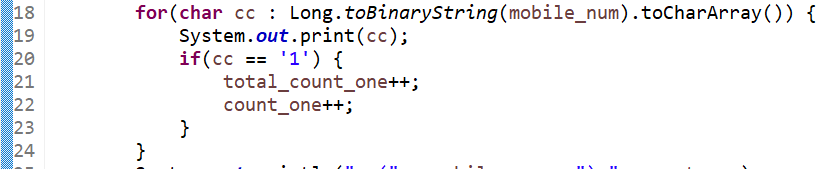 18 for(char cc : Long.toBinaryString(mobile_num).toCharArray()) {
19 System.out.print(cc);
20 if(cc == '1') {
21 total_count_one++;
22 count_one++;
23 }
24 }